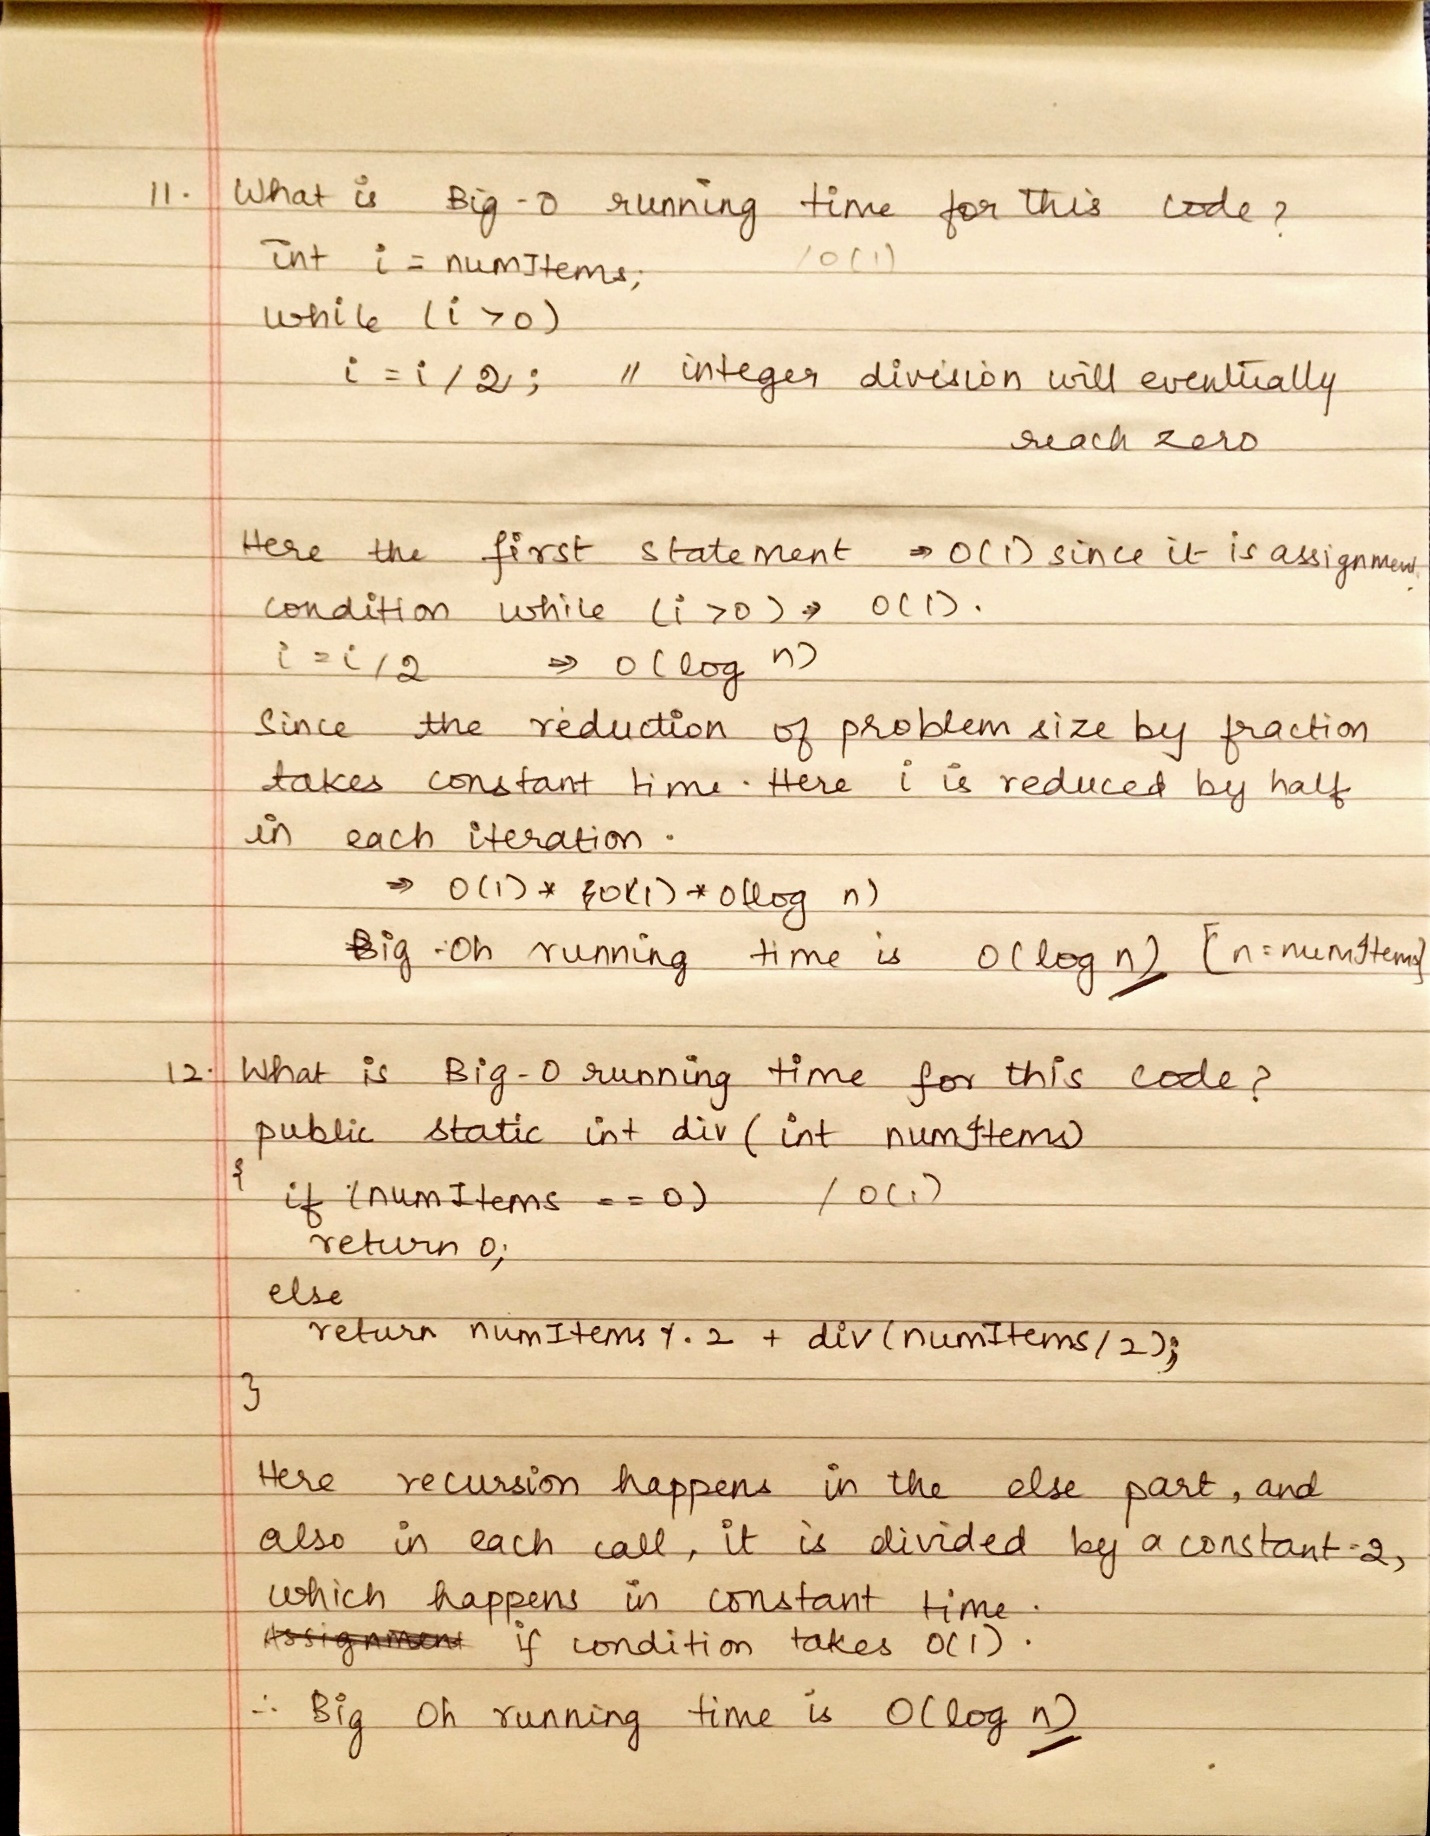 11. What is Big-O running time for this code?
int i = numItems; /O(1)
while (i>0)
i = i/2; // integer division will eventually
reach zero
Here the first statement ⇒ O(1) since it is assignment.
condition while (i>0) ⇒ O(1).
i=i/2 ⇒ O(log n)
Since the reduction of problem size by fraction
takes constant time. Here i is reduced by half
in each iteration.
⇒ O(1) * {O(1) * O(log n)
Big-Oh running time is O(log n) [n=numItems]
12. What is Big-O running time for this code?
public static int div(int numItems)
{
if (numItems == 0) / O(1)
return 0;
else
return numItems % 2 + div(numItems/2);
}
Here recursion happens in the else part, and
also in each call, it is divided by a constant-2,
which happens in constant time.
Assignment if condition takes O(1).
∴ Big Oh running time is O(log n)